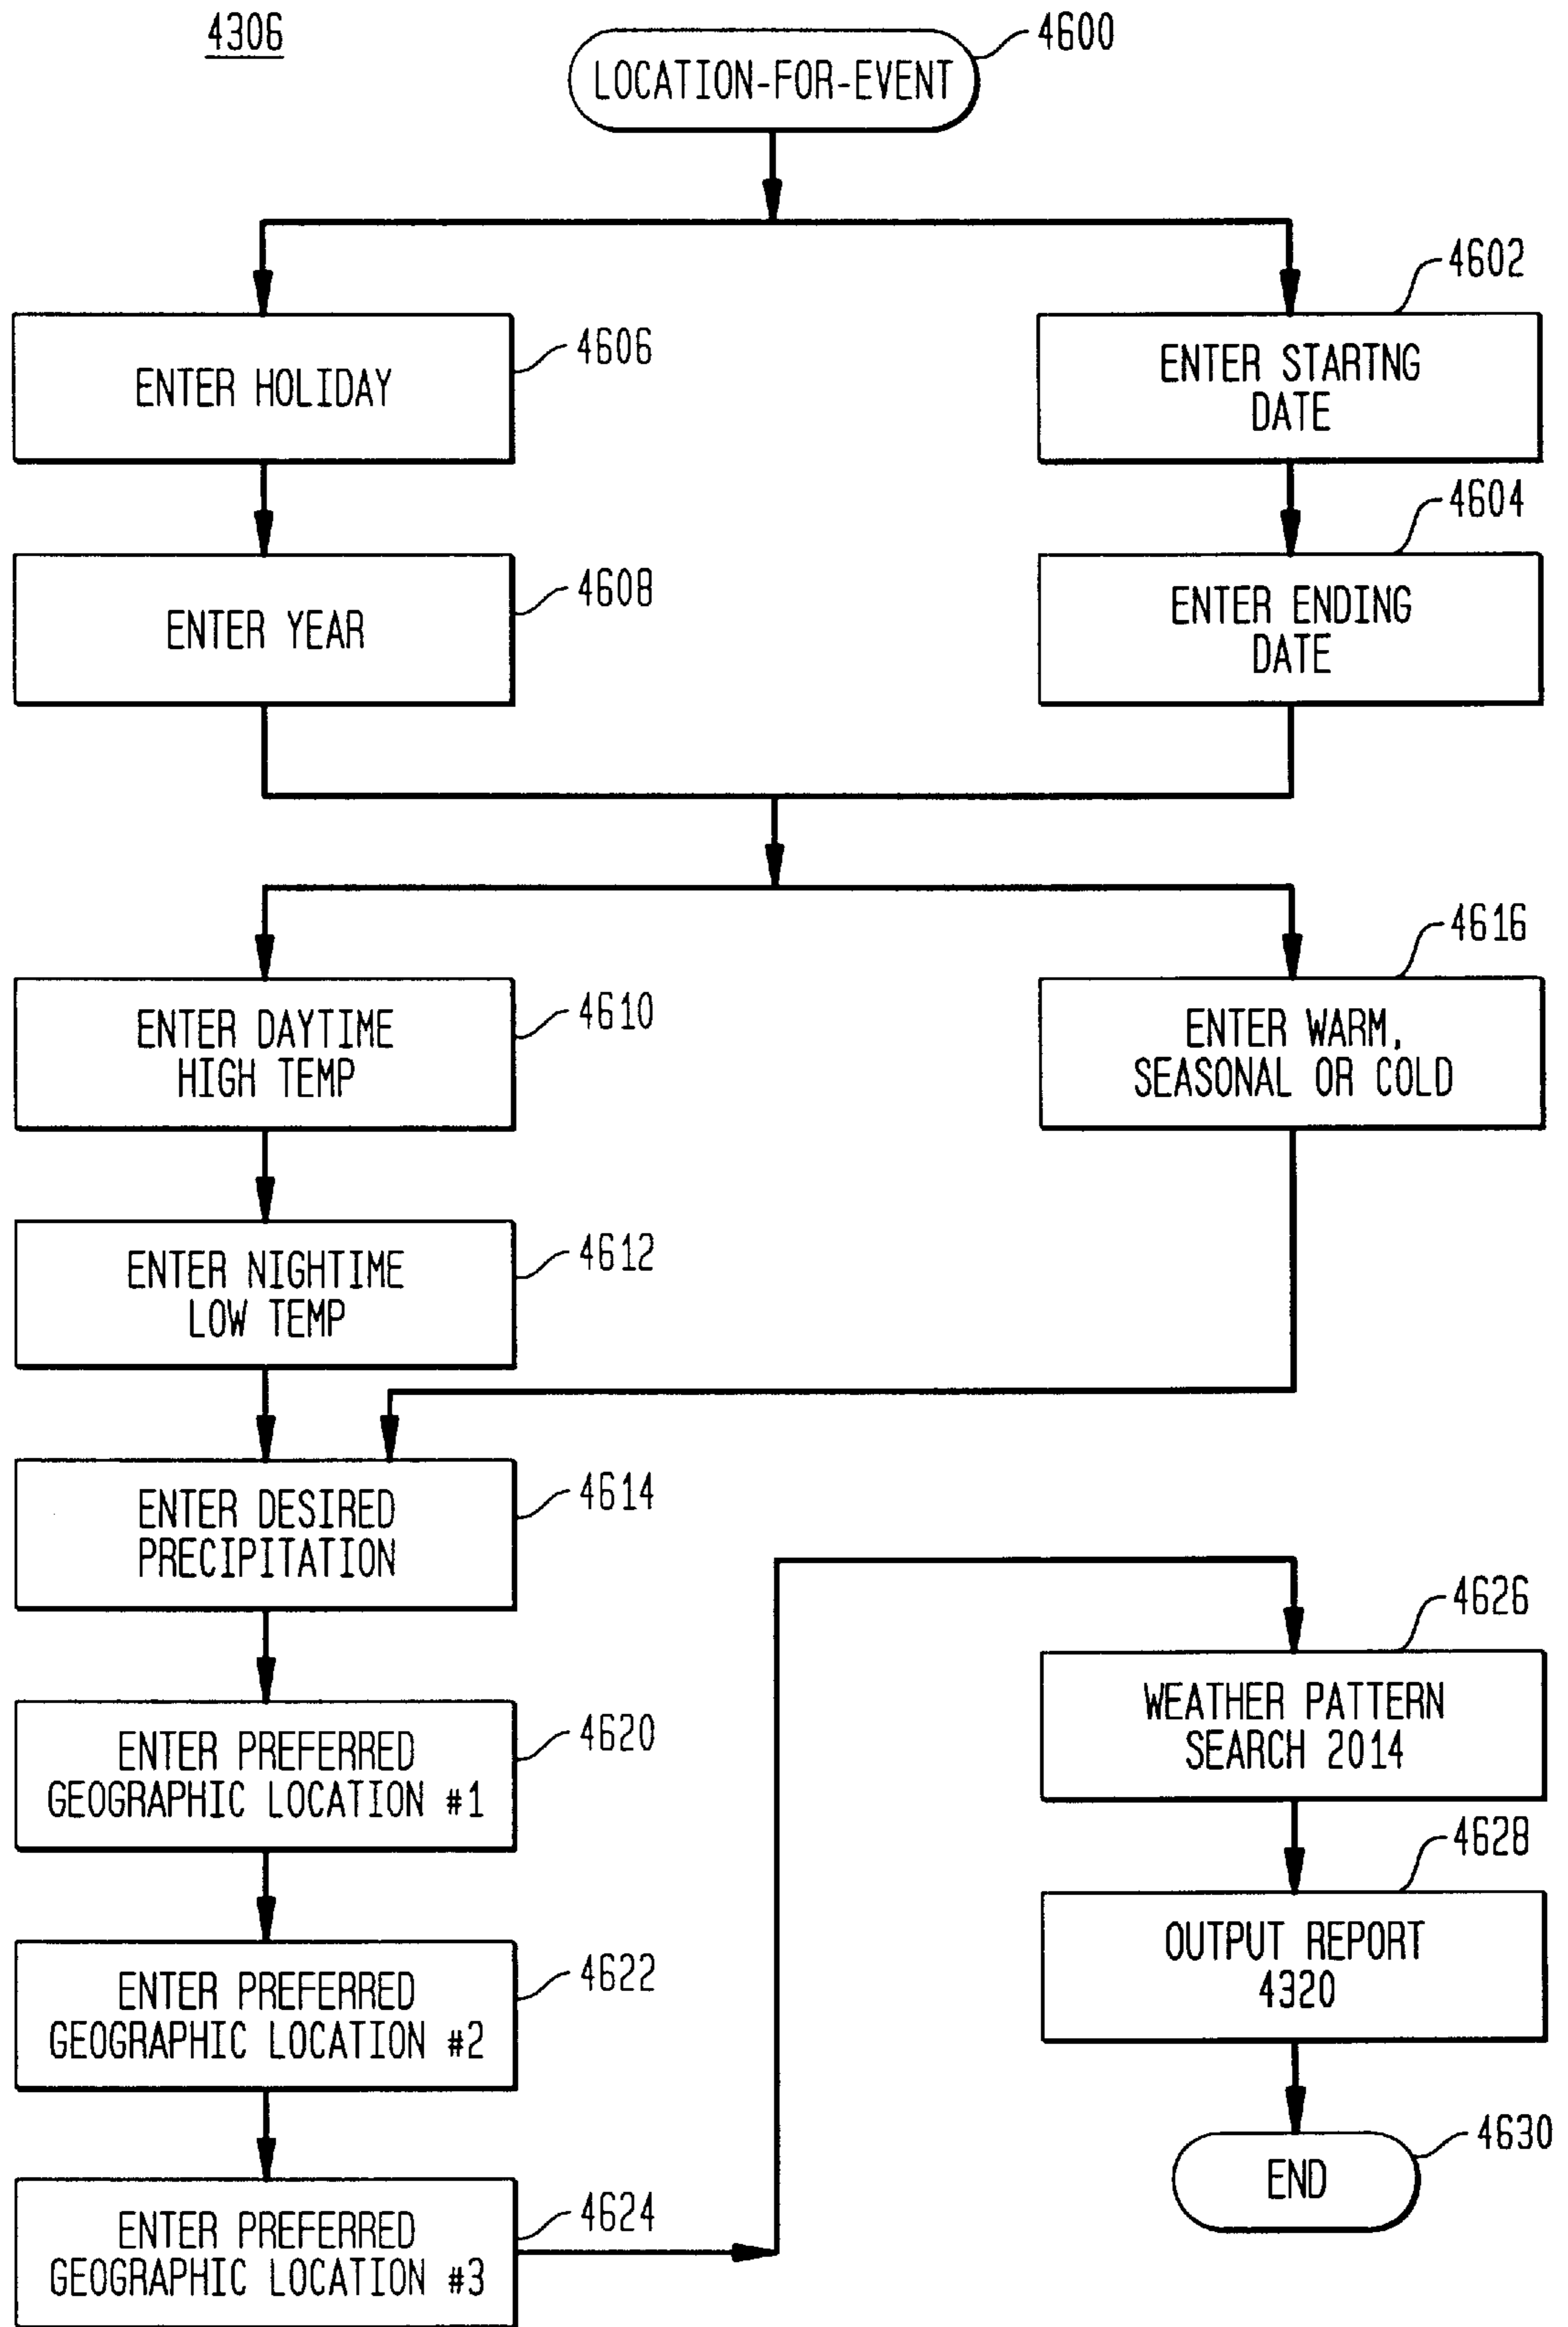 4306
4600
LOCATION-FOR-EVENT
4602
4606
ENTER HOLIDAY
ENTER STARTNG
DATE
4604
4608
ENTER YEAR
ENTER ENDING
DATE
4616
4610
ENTER DAYTIME
HIGH TEMP
ENTER WARM,
SEASONAL OR COLD
4612
ENTER NIGHTIME
LOW TEMP
4614
ENTER DESIRED
PRECIPITATION
4626
WEATHER PATTERN
SEARCH 2014
4620
ENTER PREFERRED
GEOGRAPHIC LOCATION #1
4628
OUTPUT REPORT
4320
4622
ENTER PREFERRED
GEOGRAPHIC LOCATION #2
4630
END
4624
ENTER PREFERRED
GEOGRAPHIC LOCATION #3